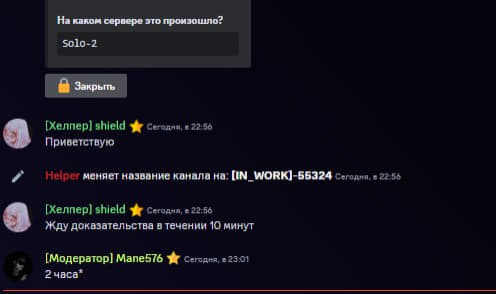 На каком сервере это произошло?
Solo-2
Закрыть
[Хелпер] shield Сегодня, в 22:56
Приветствую
Helper меняет название канала на: [IN_WORK]-55324 Сегодня, в 22:56
[Хелпер] shield Сегодня, в 22:56
Жду доказательства в течении 10 минут
[Модератор] Mane576 Сегодня, в 23:01
2 часа*